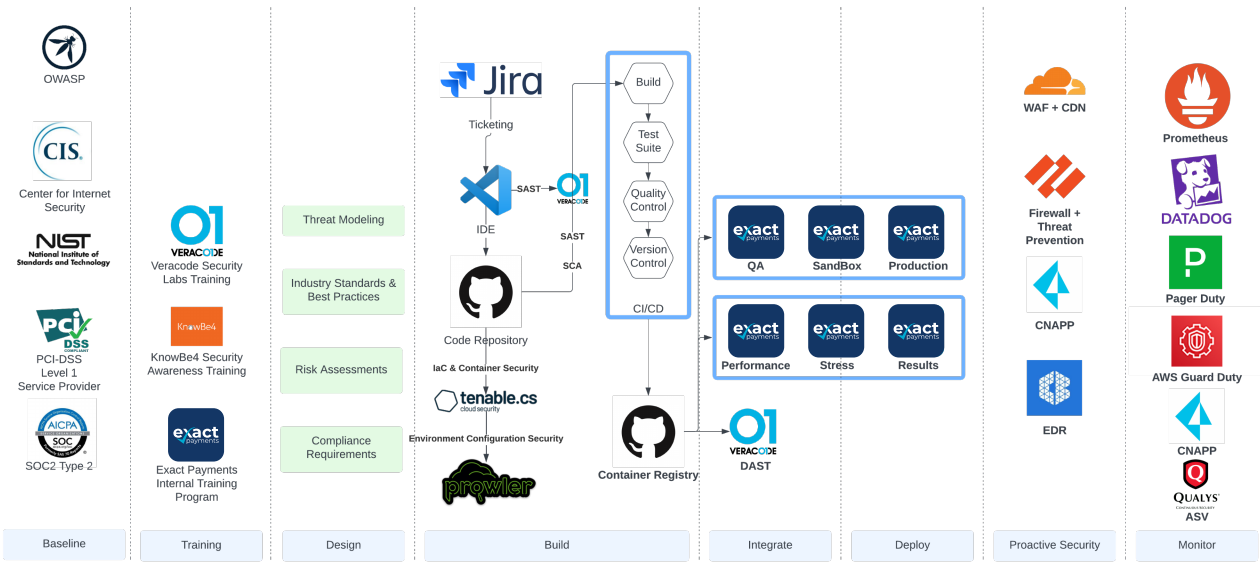 OWASP
CIS.
Center for Internet
Security
NIST
National Institute of
Standards and Technology
PCi
DSS
COMPLIANT
PCI-DSS
Level 1
Service Provider
AICPA
SOC
SOC2 Type 2
Baseline
VERACODE
Veracode Security
Labs Training
KnowBe4
KnowBe4 Security
Awareness Training
exact
payments
Exact Payments
Internal Training
Program
Training
Threat Modeling
Industry Standards &
Best Practices
Risk Assessments
Compliance
Requirements
Design
Jira
Ticketing
SAST
VERACODE
IDE
SAST
SCA
Code Repository
IaC & Container Security
tenable.cs
cloud security
Environment Configuration Security
prowler
Build
Test
Suite
Quality
Control
Version
Control
CI/CD
Container Registry
Build
exact
payments
QA
exact
payments
SandBox
exact
payments
Production
exact
payments
Performance
exact
payments
Stress
exact
payments
Results
VERACODE
DAST
Integrate
Deploy
WAF + CDN
Firewall +
Threat
Prevention
CNAPP
EDR
Proactive Security
Prometheus
DATADOG
P
Pager Duty
AWS Guard Duty
CNAPP
QUALYS®
ASV
Monitor